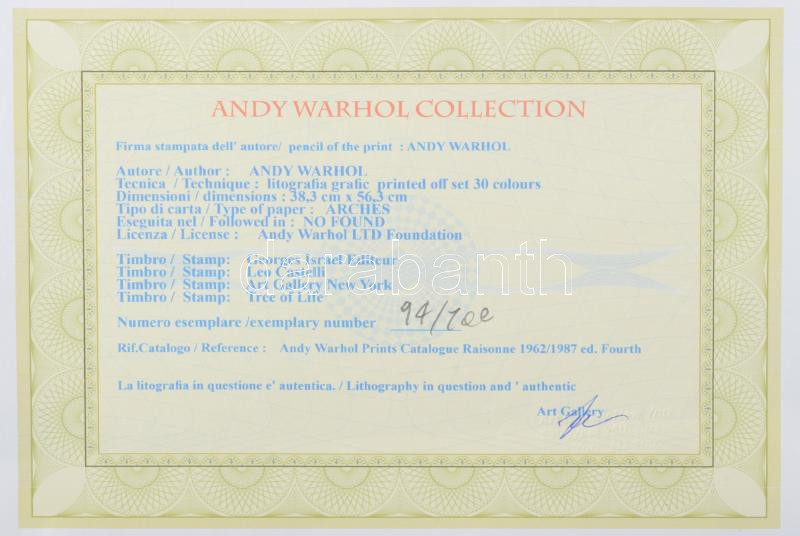 ANDY WARHOL COLLECTION
Firma stampata dell' autore/ pencil of the print : ANDY WARHOL
Autore / Author : ANDY WARHOL
Tecnica / Technique : litografia grafic printed off set 30 colours
Dimensioni / dimensions : 38,3 cm x 56,3 cm
Tipo di carta / Type of paper : ARCHES
Eseguita nel / Followed in : NO FOUND
Licenza / License : Andy Warhol LTD Foundation
Timbro / Stamp: Georges Israel Editeur
Timbro / Stamp: Leo Castelli
Timbro / Stamp: Art Gallery New York
Timbro / Stamp: Tree of Life
darabanth
Numero esemplare /exemplary number 94/100
Rif.Catalogo / Reference : Andy Warhol Prints Catalogue Raisonne 1962/1987 ed. Fourth
La litografia in questione e' autentica. / Lithography in question and ' authentic
Art Gallery